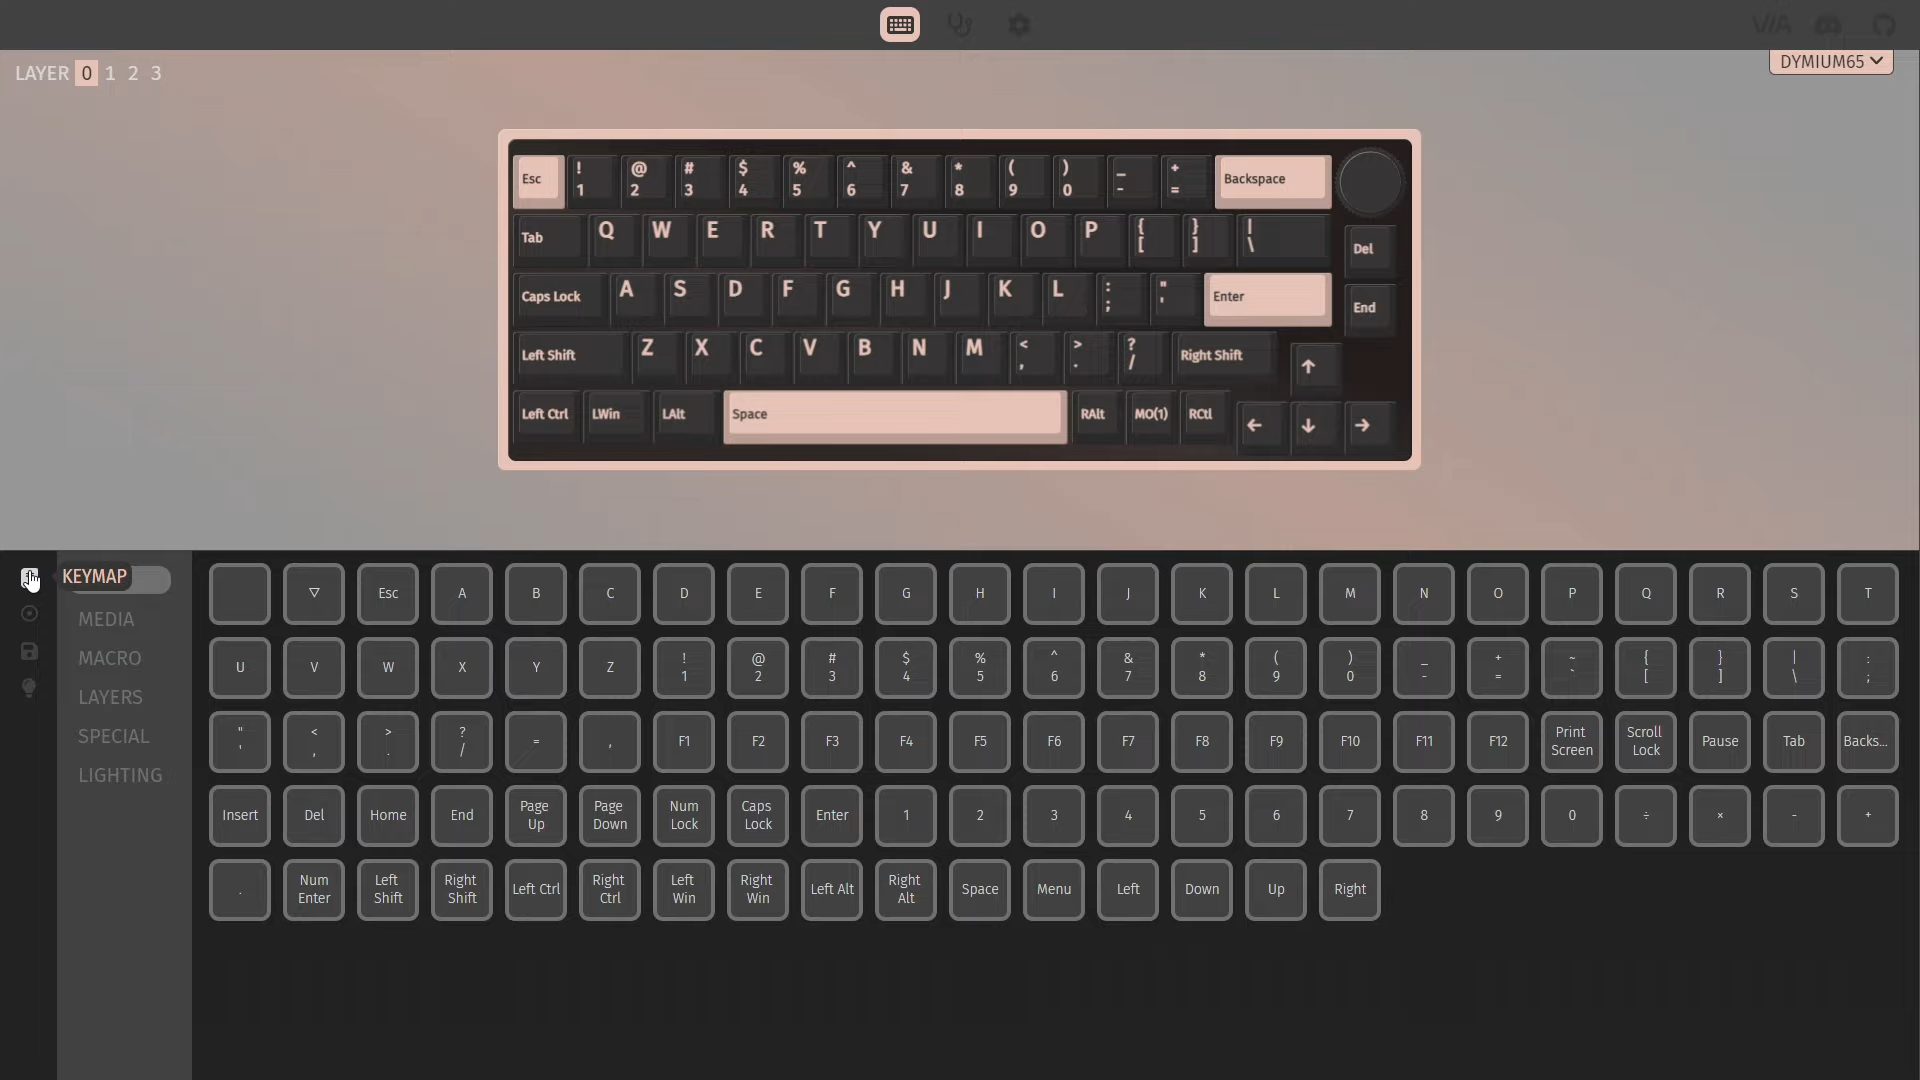 VIA
LAYER 0 1 2 3
DYMIUM65
Esc ! 1 @ 2 # 3 $ 4 % 5 ^ 6 & 7 * 8 ( 9 ) 0 _ - + = Backspace
Tab Q W E R T Y U I O P { [ } ] | \ Del
Caps Lock A S D F G H J K L : ; " ' Enter End
Left Shift Z X C V B N M < , > . ? / Right Shift ↑
Left Ctrl LWin LAlt Space RAlt MO(1) RCtl ← ↓ →
KEYMAP
MEDIA
MACRO
LAYERS
SPECIAL
LIGHTING
▽ Esc A B C D E F G H I J K L M N O P Q R S T
U V W X Y Z ! 1 @ 2 # 3 $ 4 % 5 ^ 6 & 7 * 8 ( 9 ) 0 _ - + = ~ ` { [ } ] | \ : ;
" ' < , > . ? / = , F1 F2 F3 F4 F5 F6 F7 F8 F9 F10 F11 F12 Print Screen Scroll Lock Pause Tab Backs...
Insert Del Home End Page Up Page Down Num Lock Caps Lock Enter 1 2 3 4 5 6 7 8 9 0 ÷ × - +
. Num Enter Left Shift Right Shift Left Ctrl Right Ctrl Left Win Right Win Left Alt Right Alt Space Menu Left Down Up Right